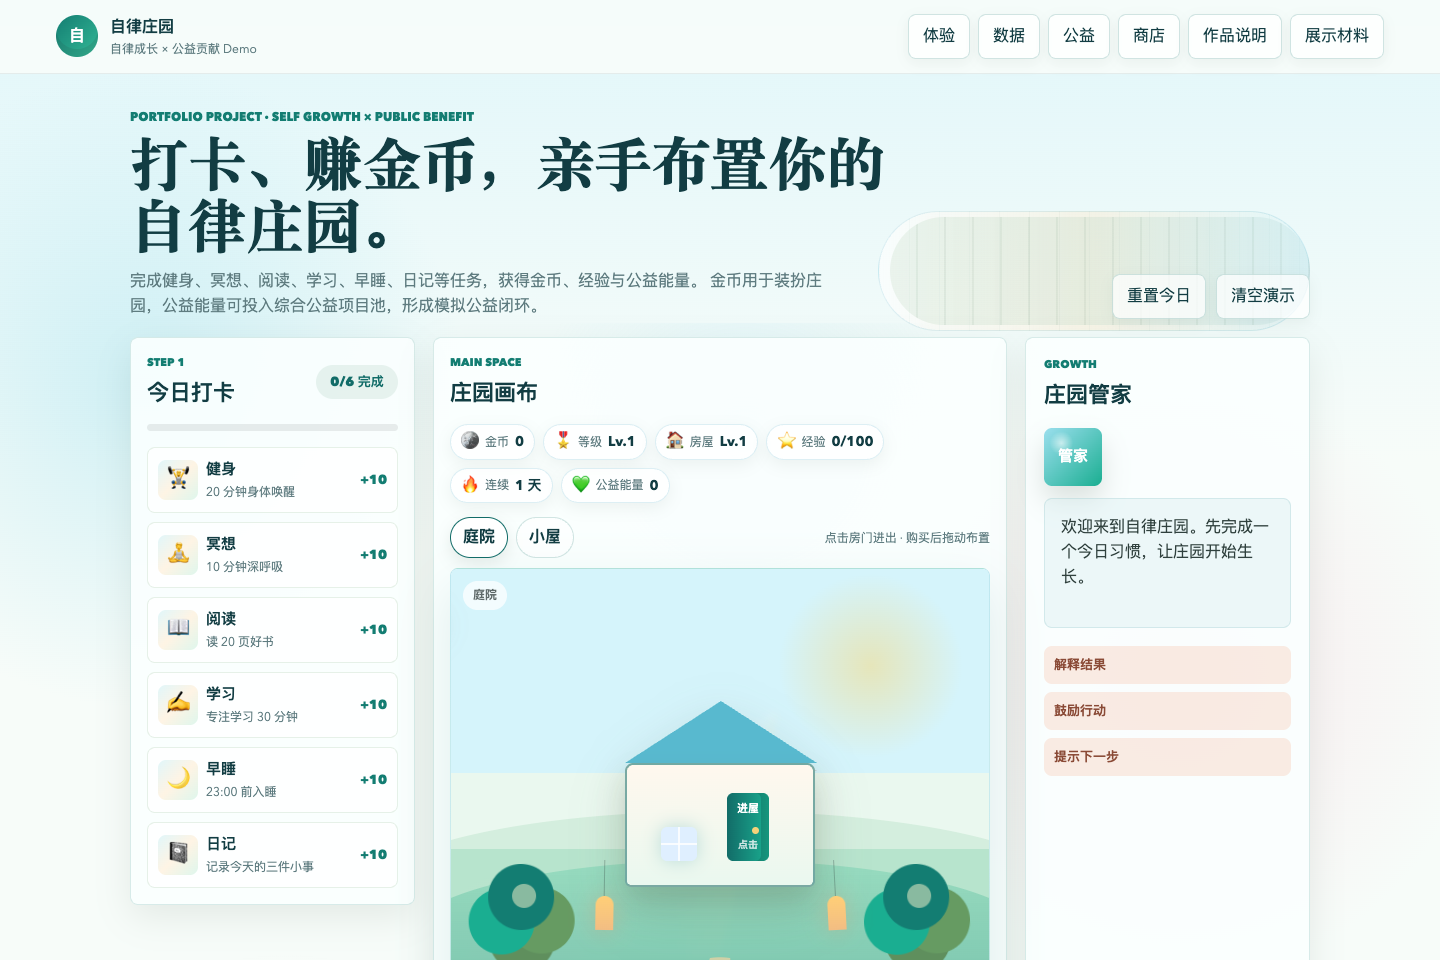 自
自律庄园
自律成长 × 公益贡献 Demo
体验
数据
公益
商店
作品说明
展示材料
PORTFOLIO PROJECT · SELF GROWTH × PUBLIC BENEFIT
打卡、赚金币，亲手布置你的
自律庄园。
完成健身、冥想、阅读、学习、早睡、日记等任务，获得金币、经验与公益能量。 金币用于装扮庄
园，公益能量可投入综合公益项目池，形成模拟公益闭环。
重置今日
清空演示
STEP 1
今日打卡
0/6 完成
健身
20 分钟身体唤醒
+10
冥想
10 分钟深呼吸
+10
阅读
读 20 页好书
+10
学习
专注学习 30 分钟
+10
早睡
23:00 前入睡
+10
日记
记录今天的三件小事
+10
MAIN SPACE
庄园画布
金币 0
等级 Lv.1
房屋 Lv.1
经验 0/100
连续 1 天
公益能量 0
庭院
小屋
点击房门进出 · 购买后拖动布置
庭院
进屋
点击
GROWTH
庄园管家
管家
欢迎来到自律庄园。先完成一
个今日习惯，让庄园开始生
长。
解释结果
鼓励行动
提示下一步